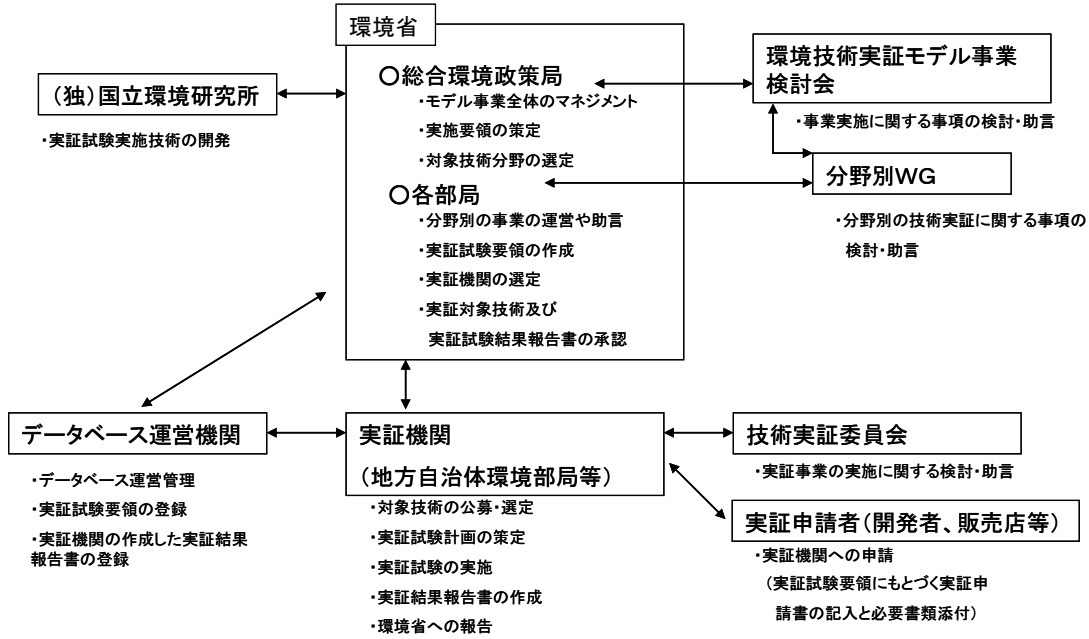 環境省
○総合環境政策局
・モデル事業全体のマネジメント
・実施要領の策定
・対象技術分野の選定
○各部局
・分野別の事業の運営や助言
・実証試験要領の作成
・実証機関の選定
・実証対象技術及び
実証試験結果報告書の承認
（独）国立環境研究所
・実証試験実施技術の開発
環境技術実証モデル事業
検討会
・事業実施に関する事項の検討・助言
分野別WG
・分野別の技術実証に関する事項の
検討・助言
データベース運営機関
・データベース運営管理
・実証試験要領の登録
・実証機関の作成した実証結果
報告書の登録
実証機関
（地方自治体環境部局等）
・対象技術の公募・選定
・実証試験計画の策定
・実証試験の実施
・実証結果報告書の作成
・環境省への報告
技術実証委員会
・実証事業の実施に関する検討・助言
実証申請者（開発者、販売店等）
・実証機関への申請
（実証試験要領にもとづく実証申
請書の記入と必要書類添付）